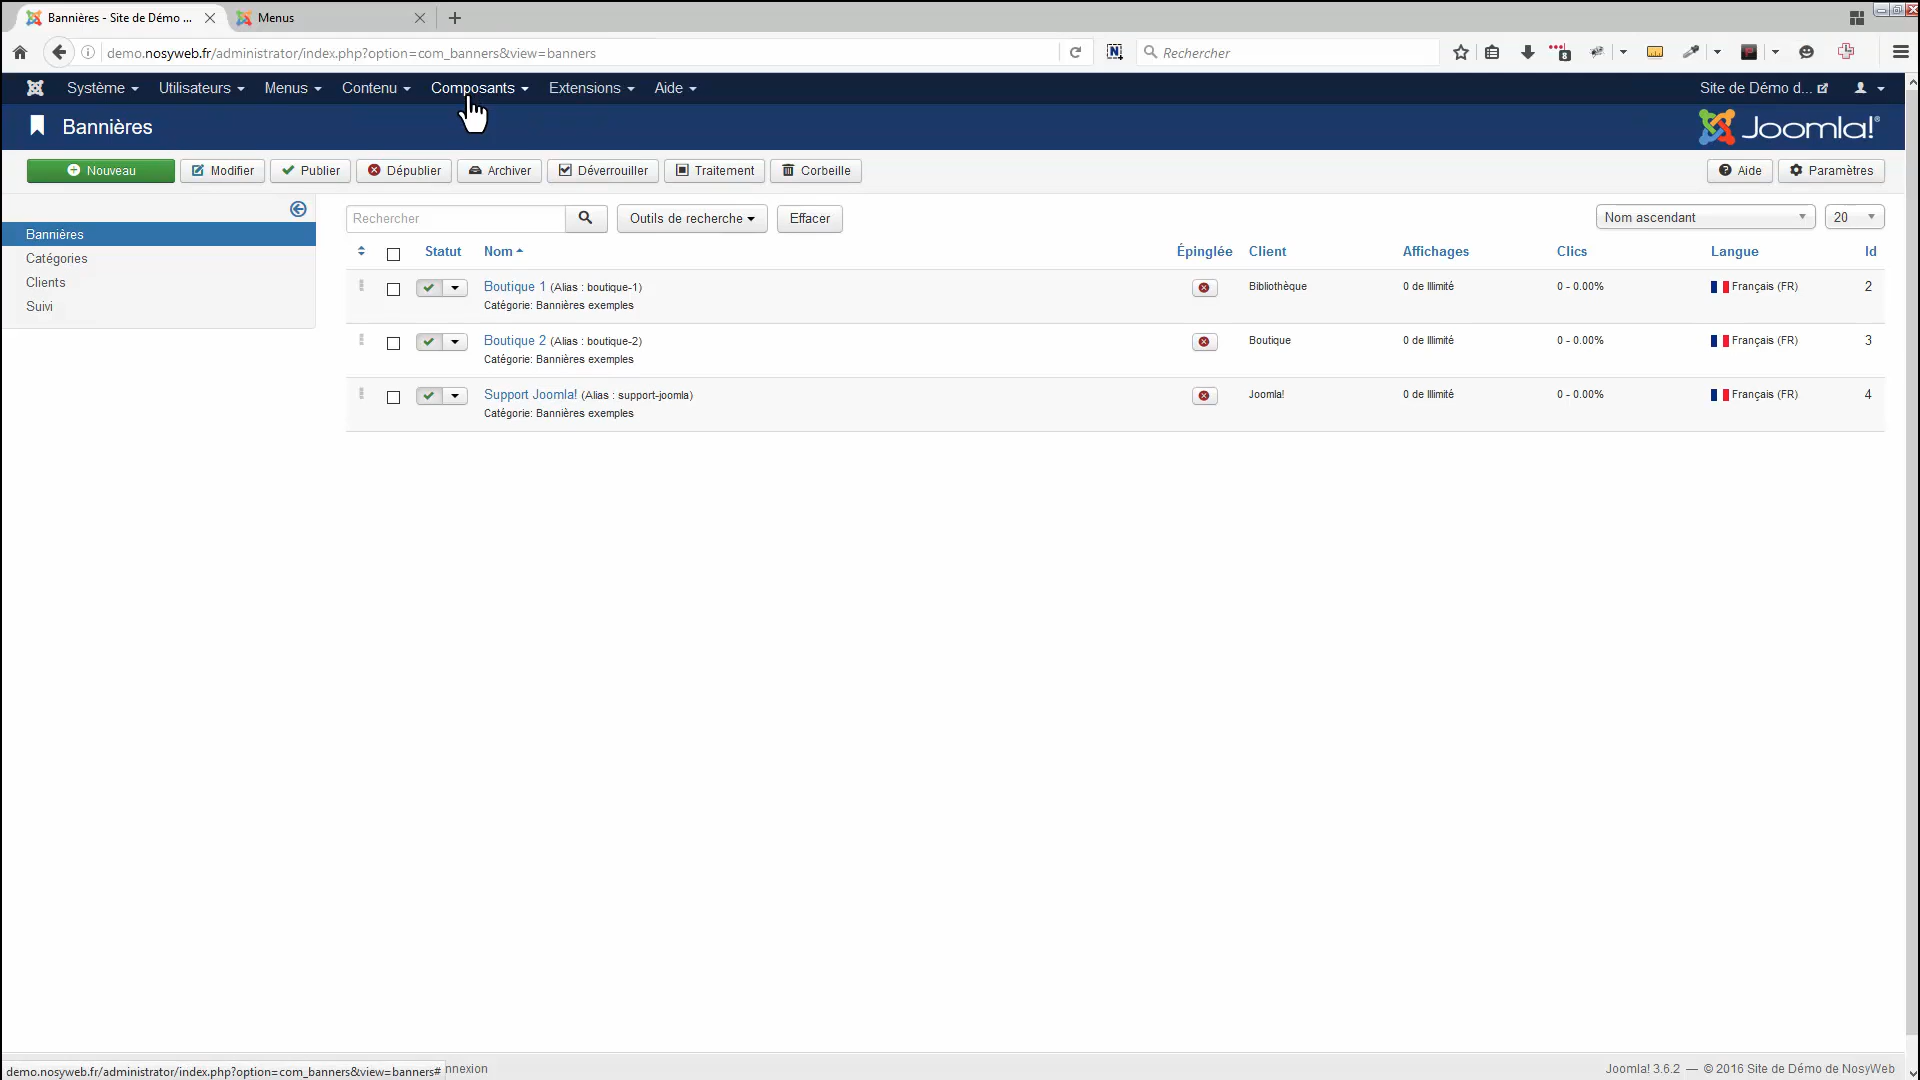 Bannières - Site de Démo ...
Menus
demo.nosyweb.fr/administrator/index.php?option=com_banners&view=banners
Rechercher
8
Système Utilisateurs Menus Contenu Composants Extensions Aide
Site de Démo d...
Bannières
Joomla!®
Nouveau Modifier Publier Dépublier Archiver Déverrouiller Traitement Corbeille Aide Paramètres
Rechercher Outils de recherche Effacer Nom ascendant 20
Bannières
Catégories
Clients
Suivi
Statut Nom Épinglée Client Affichages Clics Langue Id
Boutique 1 (Alias : boutique-1) Bibliothèque 0 de Illimité 0 - 0.00% Français (FR) 2
Catégorie: Bannières exemples
Boutique 2 (Alias : boutique-2) Boutique 0 de Illimité 0 - 0.00% Français (FR) 3
Catégorie: Bannières exemples
Support Joomla! (Alias : support-joomla) Joomla! 0 de Illimité 0 - 0.00% Français (FR) 4
Catégorie: Bannières exemples
demo.nosyweb.fr/administrator/index.php?option=com_banners&view=banners# nnexion
Joomla! 3.6.2 — © 2016 Site de Démo de NosyWeb